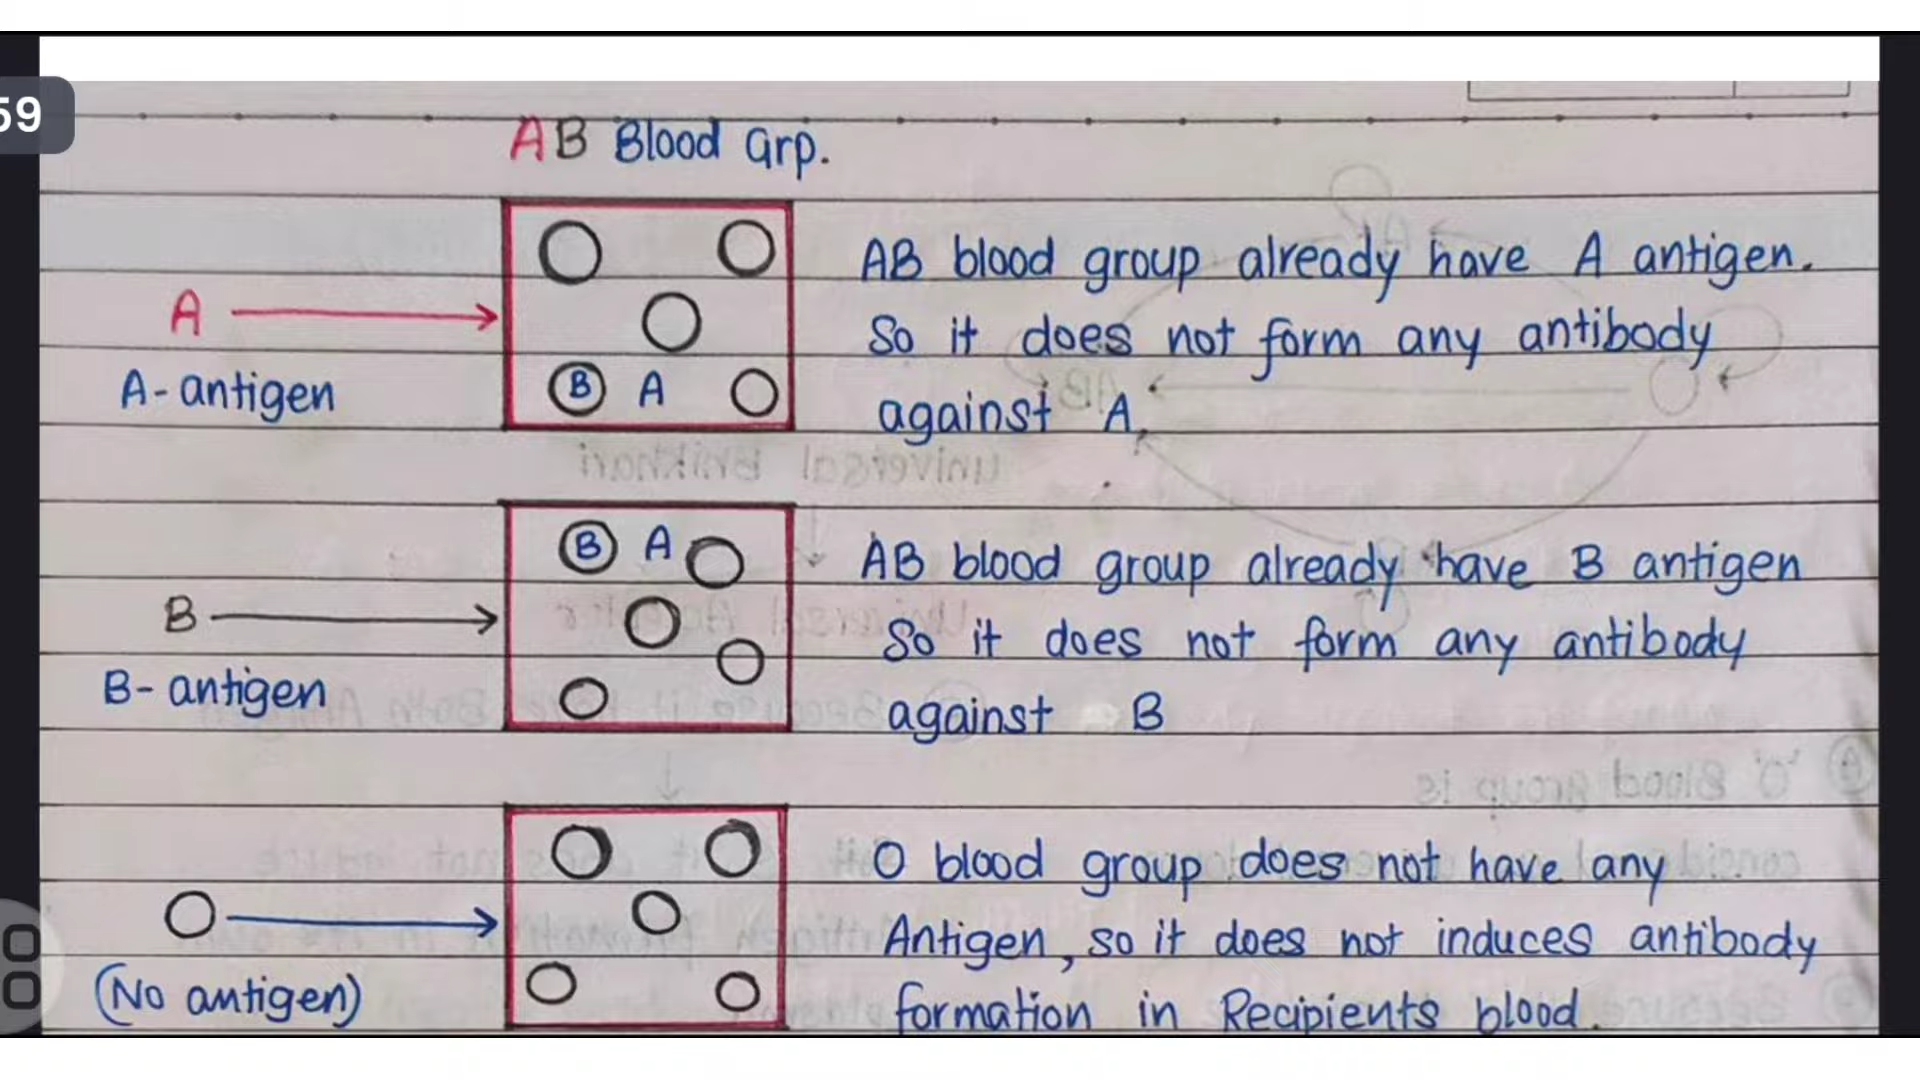 59
AB Blood Grp.
AB blood group already have A antigen.
A
So it does not form any antibody
A-antigen
B A
against A.
B A
AB blood group already have B antigen
B
So it does not form any antibody
B-antigen
against B
O blood group does not have any
O
Antigen, so it does not induces antibody
(No antigen)
formation in Recipients blood.